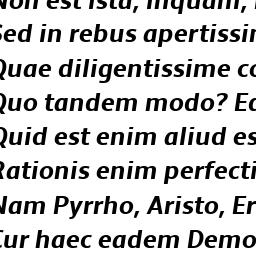 Non est ista, inquam,
Sed in rebus apertissi
Quae diligentissime co
Quo tandem modo? Ea
Quid est enim aliud es
Rationis enim perfecti
Nam Pyrrho, Aristo, Er
Cur haec eadem Demo